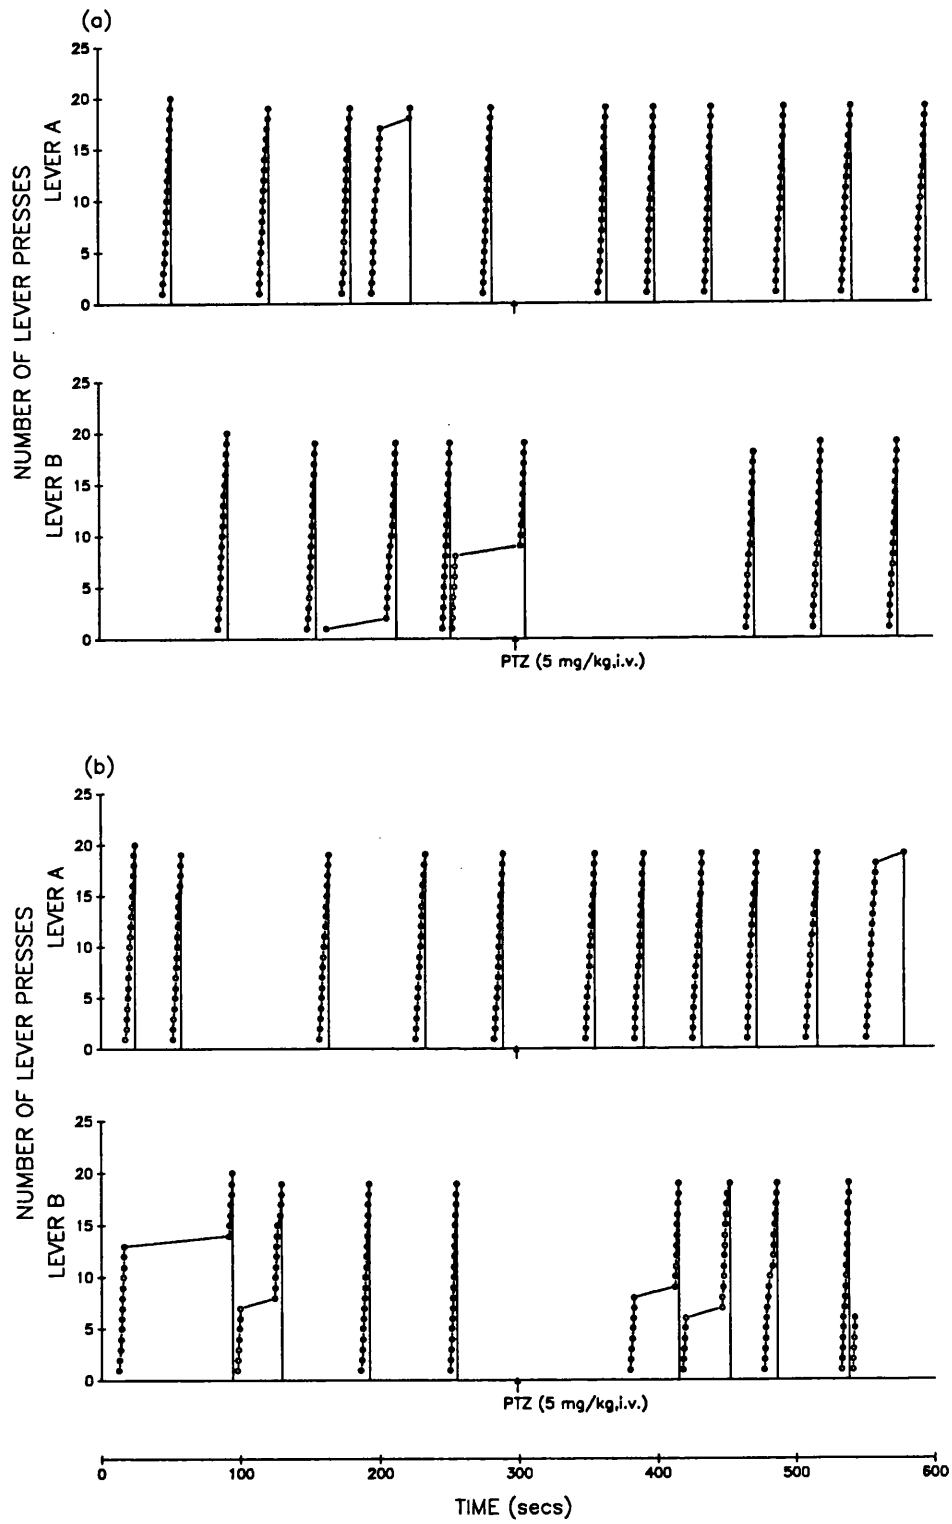 (a)
NUMBER OF LEVER PRESSES
LEVER A
25
20
15
10
5
0
LEVER B
25
20
15
10
5
0
PTZ (5 mg/kg,i.v.)
(b)
NUMBER OF LEVER PRESSES
LEVER A
25
20
15
10
5
0
LEVER B
25
20
15
10
5
0
PTZ (5 mg/kg,i.v.)
0 100 200 300 400 500 600
TIME (secs)